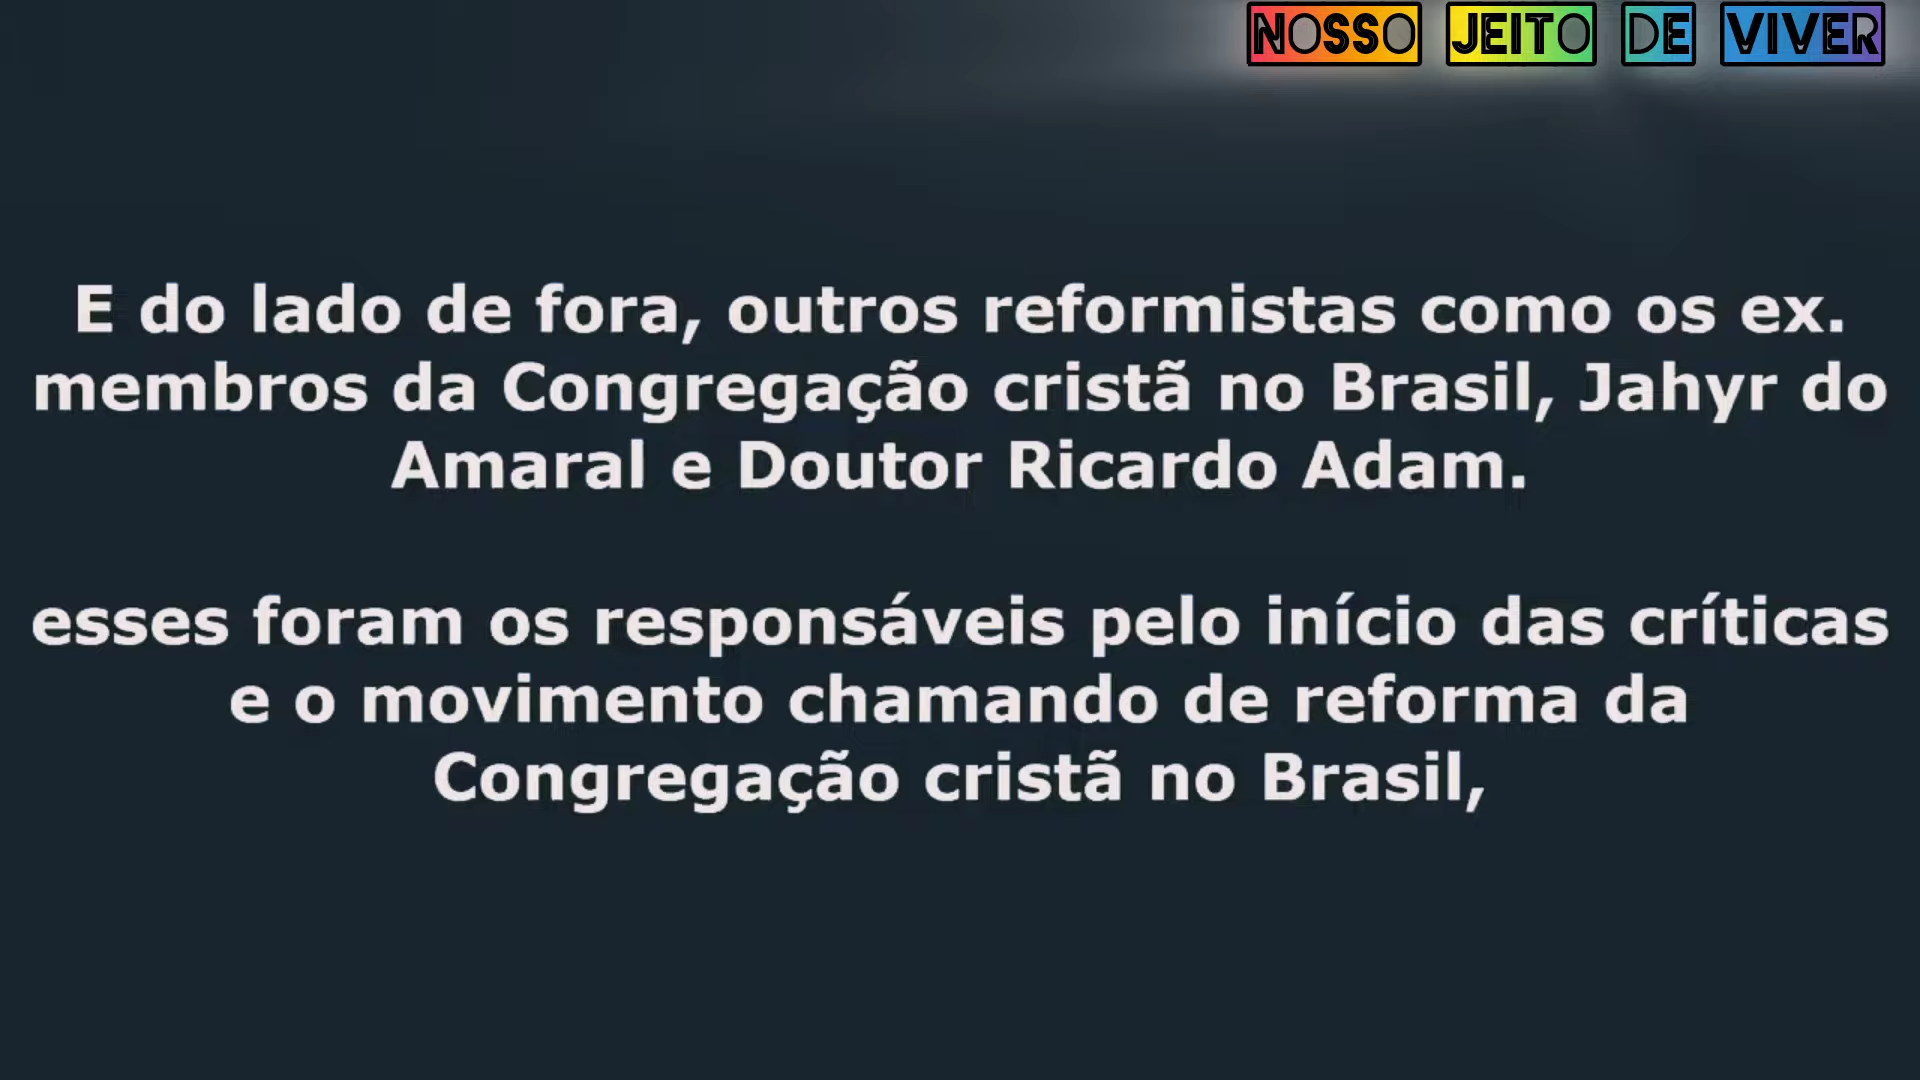 NOSSO JEITO DE VIVER
E do lado de fora, outros reformistas como os ex.
membros da Congregação cristã no Brasil, Jahyr do
Amaral e Doutor Ricardo Adam.
esses foram os responsáveis pelo início das críticas
e o movimento chamando de reforma da
Congregação cristã no Brasil,